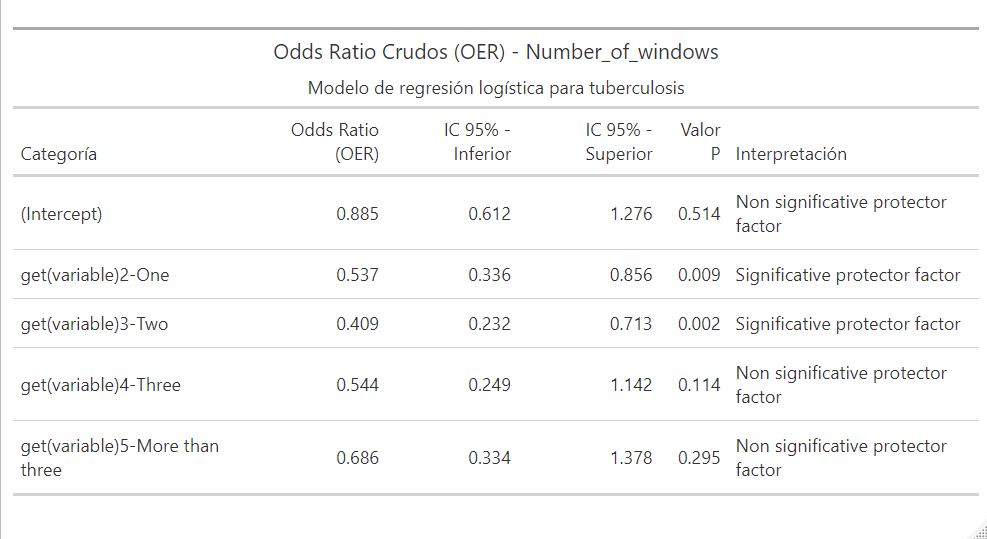 Odds Ratio Crudos (OER) - Number_of_windows
Modelo de regresión logística para tuberculosis
Categoría Odds Ratio (OER) IC 95% - Inferior IC 95% - Superior Valor P Interpretación
(Intercept) 0.885 0.612 1.276 0.514 Non significative protector factor
get(variable)2-One 0.537 0.336 0.856 0.009 Significative protector factor
get(variable)3-Two 0.409 0.232 0.713 0.002 Significative protector factor
get(variable)4-Three 0.544 0.249 1.142 0.114 Non significative protector factor
get(variable)5-More than three 0.686 0.334 1.378 0.295 Non significative protector factor